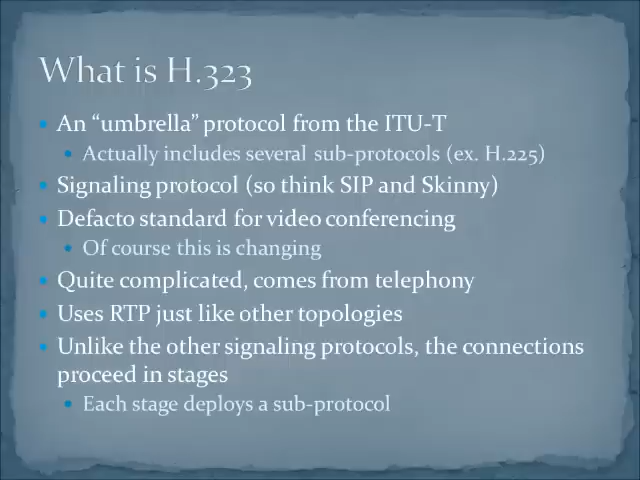 What is H.323
An “umbrella” protocol from the ITU-T
Actually includes several sub-protocols (ex. H.225)
Signaling protocol (so think SIP and Skinny)
Defacto standard for video conferencing
Of course this is changing
Quite complicated, comes from telephony
Uses RTP just like other topologies
Unlike the other signaling protocols, the connections
proceed in stages
Each stage deploys a sub-protocol